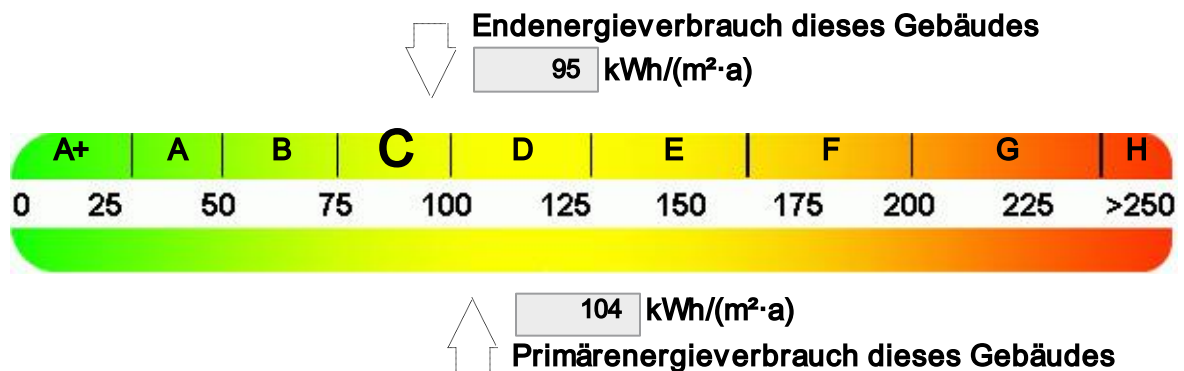 Endenergieverbrauch dieses Gebäudes
95 kWh/(m²·a)
A+ A B C D E F G H
0 25 50 75 100 125 150 175 200 225 >250
104 kWh/(m²·a)
Primärenergieverbrauch dieses Gebäudes